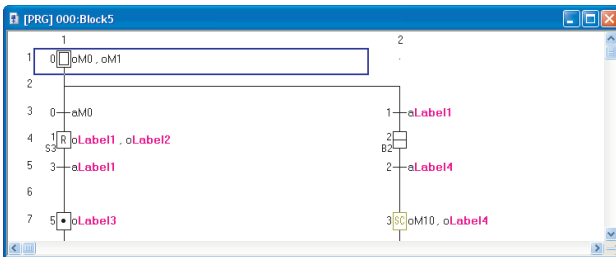 [PRG] 000:Block5
1 2
1 0 oM0 , oM1
2
3 0 aM0 1 aLabel1
4 1 R oLabel1 , oLabel2 2
S3 B2
5 3 aLabel1 2 aLabel4
6
7 5 oLabel3 3 SC oM10 , oLabel4